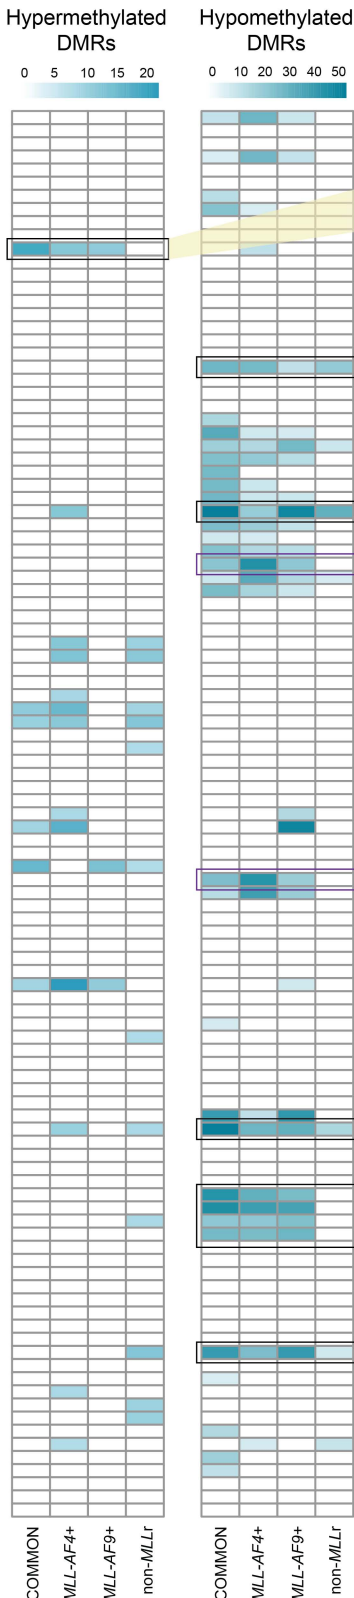 Hypermethylated
DMRs
0 5 10 15 20
Hypomethylated
DMRs
0 10 20 30 40 50
COMMON
MLL-AF4+
MLL-AF9+
non-MLLr
COMMON
MLL-AF4+
MLL-AF9+
non-MLLr